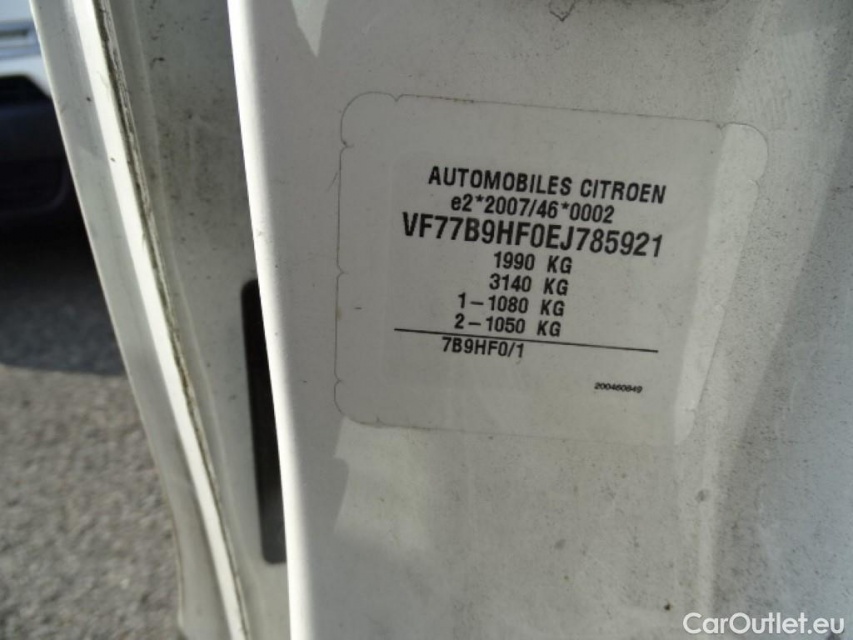 AUTOMOBILES CITROEN
e2*2007/46*0002
VF77B9HF0EJ785921
1990 KG
3140 KG
1-1080 KG
2-1050 KG
7B9HF0/1
200460849
CarOutlet.eu